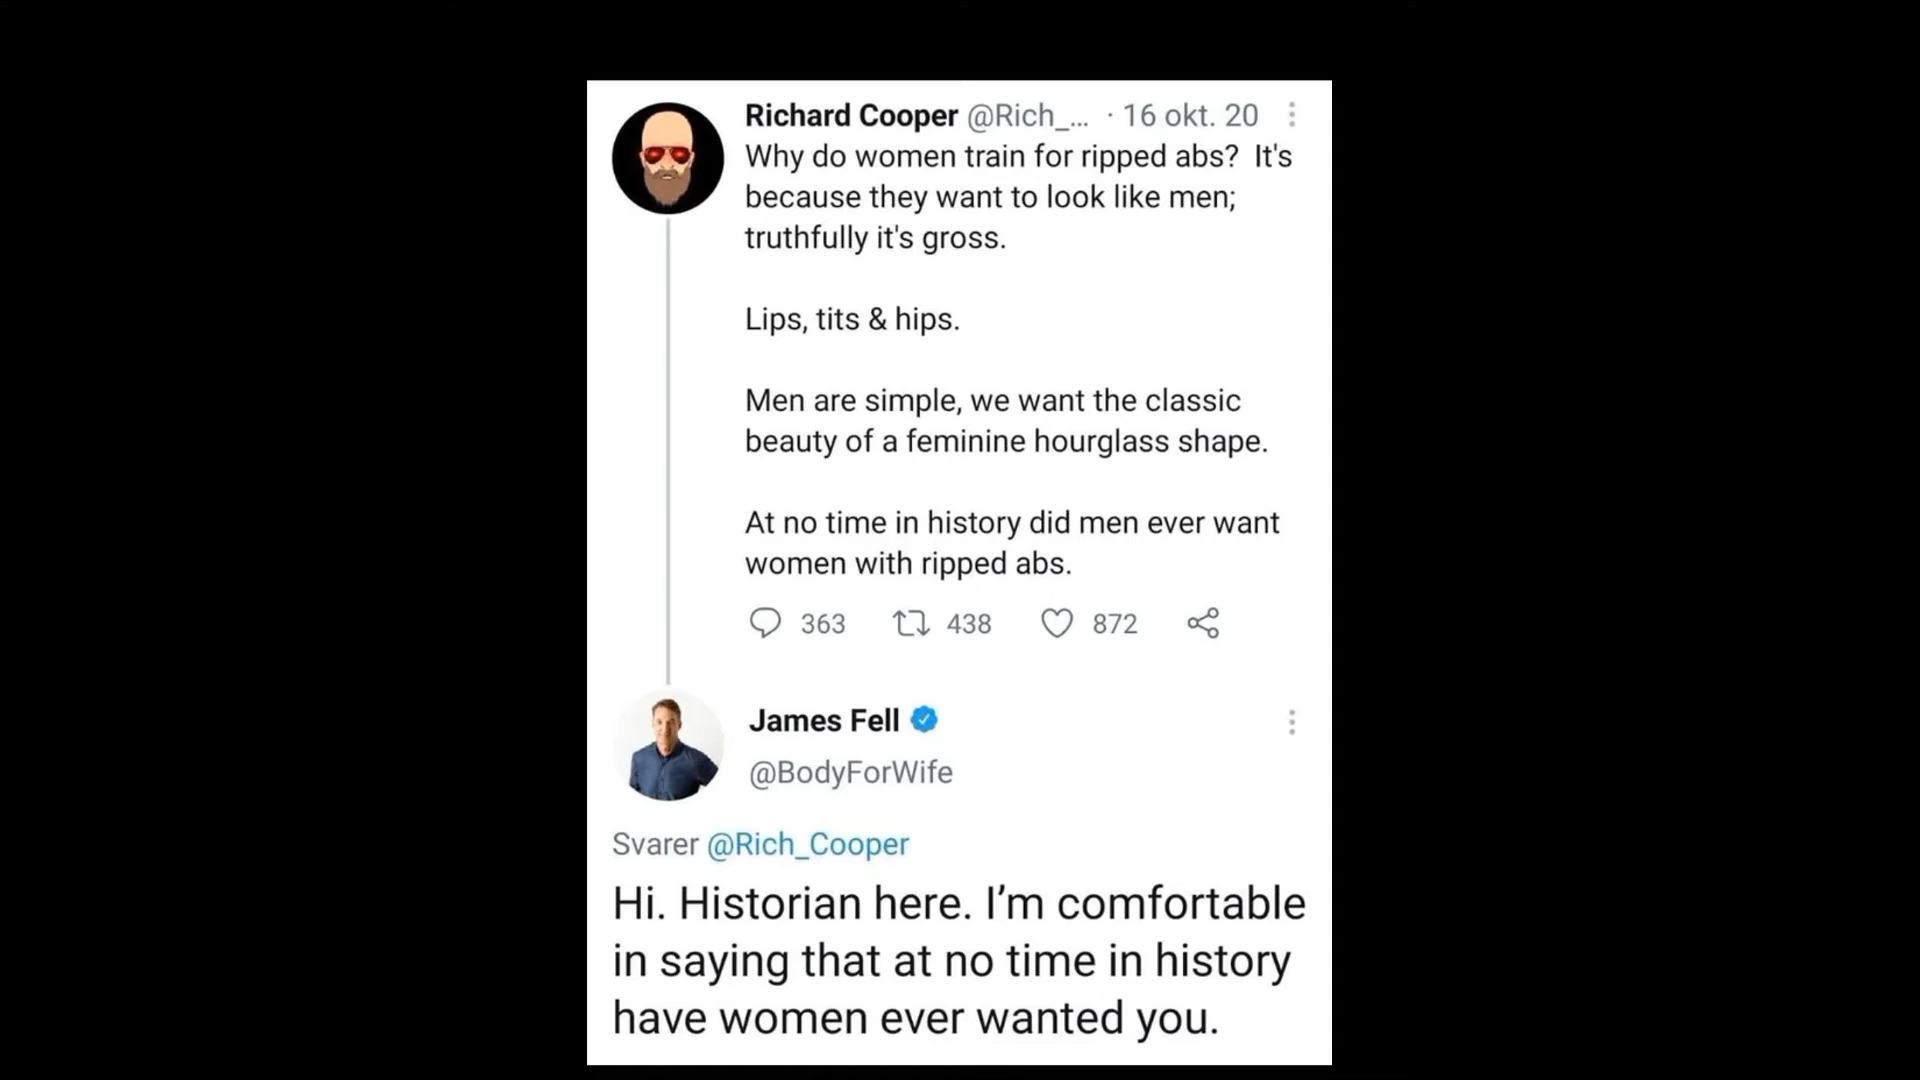 Richard Cooper @Rich_... · 16 okt. 20
Why do women train for ripped abs? It's
because they want to look like men;
truthfully it's gross.
Lips, tits & hips.
Men are simple, we want the classic
beauty of a feminine hourglass shape.
At no time in history did men ever want
women with ripped abs.
363 438 872
James Fell
@BodyForWife
Svarer @Rich_Cooper
Hi. Historian here. I’m comfortable
in saying that at no time in history
have women ever wanted you.